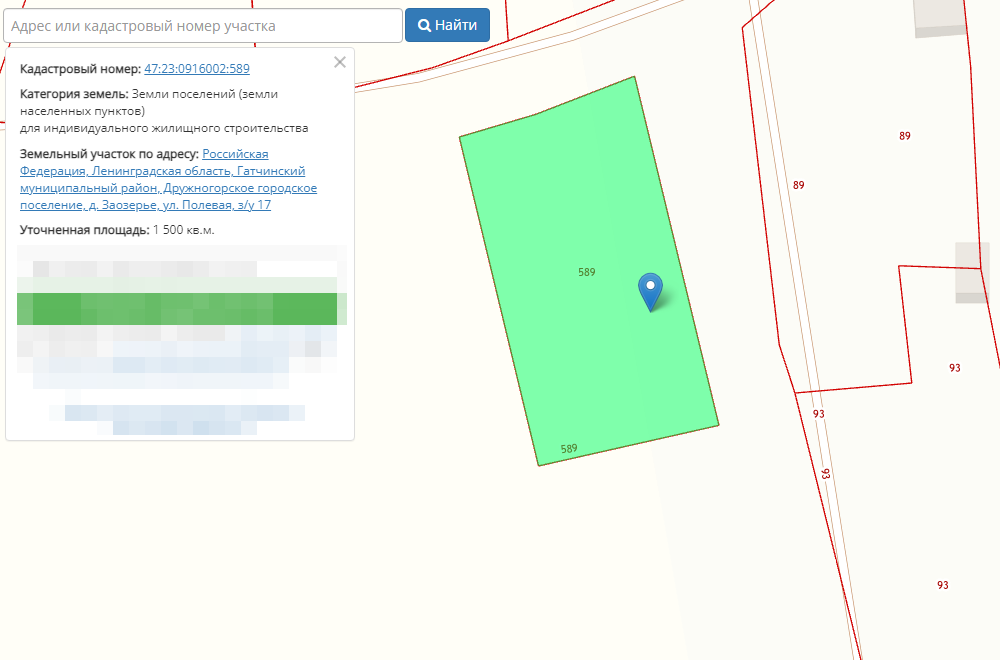 Адрес или кадастровый номер участка
Найти
Кадастровый номер: 47:23:0916002:589
Категория земель: Земли поселений (земли
населенных пунктов)
для индивидуального жилищного строительства
Земельный участок по адресу: Российская
Федерация, Ленинградская область, Гатчинский
муниципальный район, Дружногорское городское
поселение, д. Заозерье, ул. Полевая, з/у 17
Уточненная площадь: 1 500 кв.м.
89
89
589
93
93
589
93
93